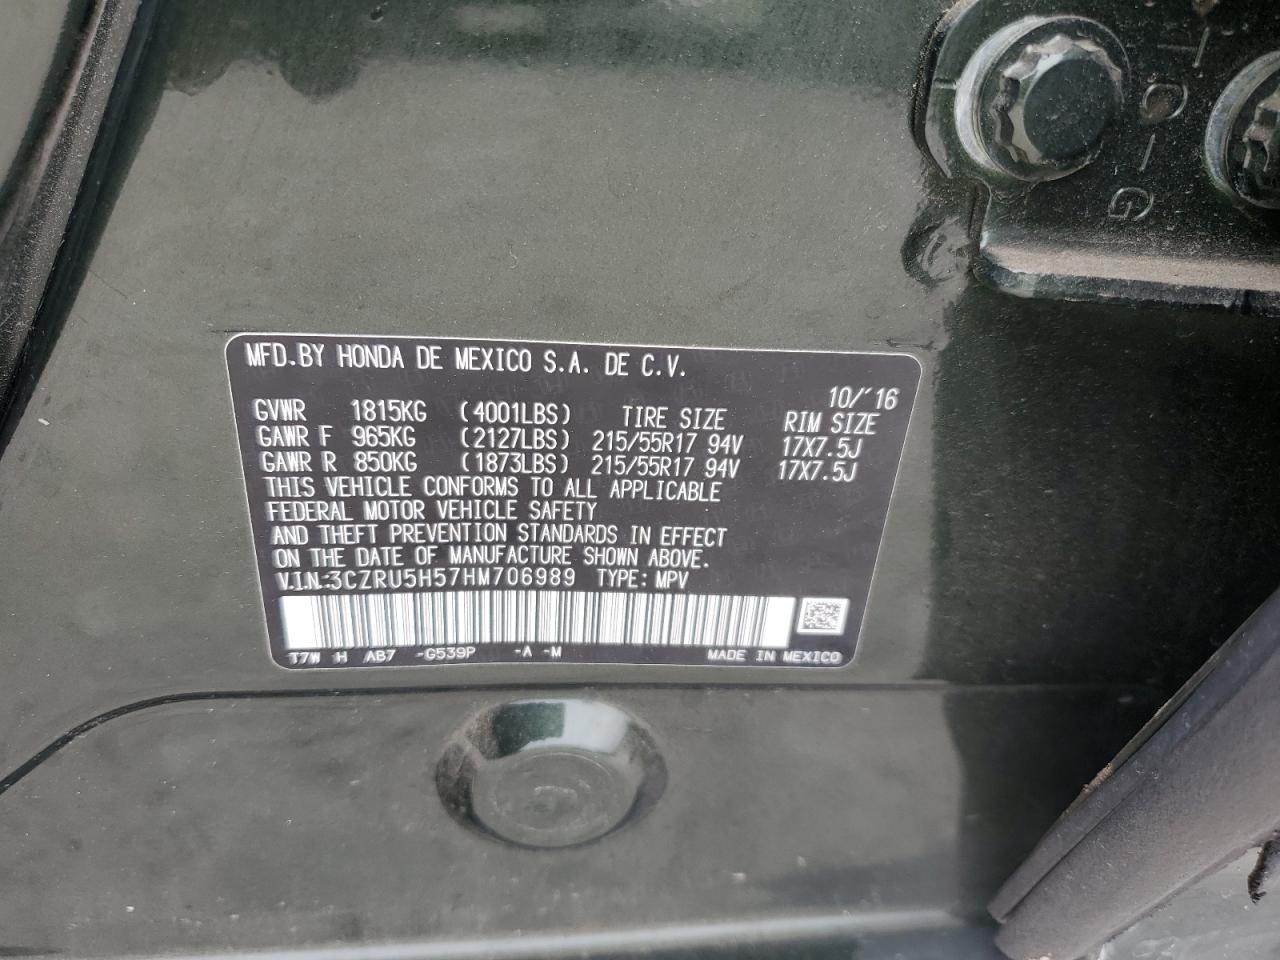 MFD.BY HONDA DE MEXICO S.A. DE C.V.
10/'16
GVWR 1815KG (4001LBS) TIRE SIZE RIM SIZE
GAWR F 965KG (2127LBS) 215/55R17 94V 17X7.5J
GAWR R 850KG (1873LBS) 215/55R17 94V 17X7.5J
THIS VEHICLE CONFORMS TO ALL APPLICABLE
FEDERAL MOTOR VEHICLE SAFETY
AND THEFT PREVENTION STANDARDS IN EFFECT
ON THE DATE OF MANUFACTURE SHOWN ABOVE.
V.I.N.:3CZRU5H57HM706989 TYPE: MPV
T7W H AB7 -G539P -A -M MADE IN MEXICO